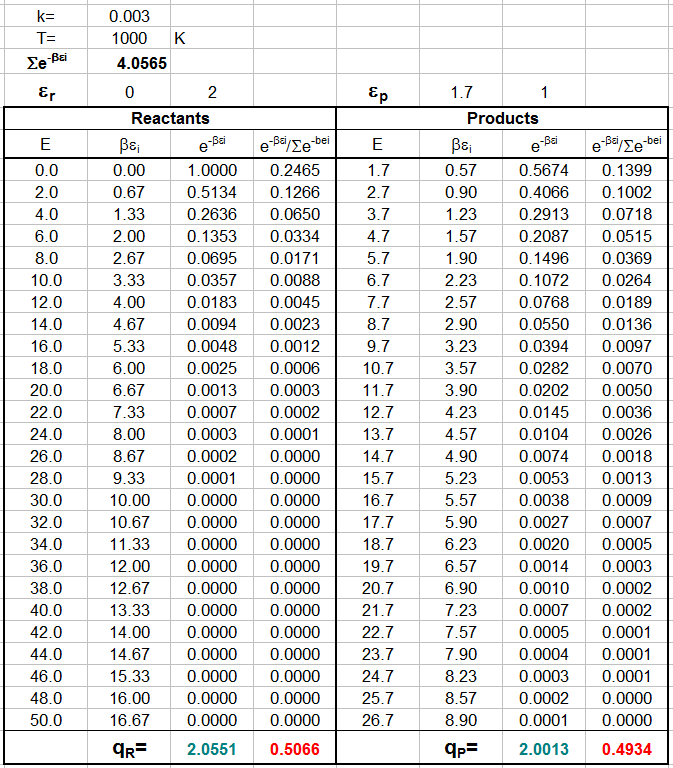 k= 0.003
T= 1000 K
Σe^-βεi 4.0565
εr 0 2 εp 1.7 1
Reactants Products
E βεi e^-βεi e^-βεi/Σe^-bei E βεi e^-βεi e^-βεi/Σe^-bei
0.0 0.00 1.0000 0.2465 1.7 0.57 0.5674 0.1399
2.0 0.67 0.5134 0.1266 2.7 0.90 0.4066 0.1002
4.0 1.33 0.2636 0.0650 3.7 1.23 0.2913 0.0718
6.0 2.00 0.1353 0.0334 4.7 1.57 0.2087 0.0515
8.0 2.67 0.0695 0.0171 5.7 1.90 0.1496 0.0369
10.0 3.33 0.0357 0.0088 6.7 2.23 0.1072 0.0264
12.0 4.00 0.0183 0.0045 7.7 2.57 0.0768 0.0189
14.0 4.67 0.0094 0.0023 8.7 2.90 0.0550 0.0136
16.0 5.33 0.0048 0.0012 9.7 3.23 0.0394 0.0097
18.0 6.00 0.0025 0.0006 10.7 3.57 0.0282 0.0070
20.0 6.67 0.0013 0.0003 11.7 3.90 0.0202 0.0050
22.0 7.33 0.0007 0.0002 12.7 4.23 0.0145 0.0036
24.0 8.00 0.0003 0.0001 13.7 4.57 0.0104 0.0026
26.0 8.67 0.0002 0.0000 14.7 4.90 0.0074 0.0018
28.0 9.33 0.0001 0.0000 15.7 5.23 0.0053 0.0013
30.0 10.00 0.0000 0.0000 16.7 5.57 0.0038 0.0009
32.0 10.67 0.0000 0.0000 17.7 5.90 0.0027 0.0007
34.0 11.33 0.0000 0.0000 18.7 6.23 0.0020 0.0005
36.0 12.00 0.0000 0.0000 19.7 6.57 0.0014 0.0003
38.0 12.67 0.0000 0.0000 20.7 6.90 0.0010 0.0002
40.0 13.33 0.0000 0.0000 21.7 7.23 0.0007 0.0002
42.0 14.00 0.0000 0.0000 22.7 7.57 0.0005 0.0001
44.0 14.67 0.0000 0.0000 23.7 7.90 0.0004 0.0001
46.0 15.33 0.0000 0.0000 24.7 8.23 0.0003 0.0001
48.0 16.00 0.0000 0.0000 25.7 8.57 0.0002 0.0000
50.0 16.67 0.0000 0.0000 26.7 8.90 0.0001 0.0000
qR= 2.0551 0.5066 qP= 2.0013 0.4934